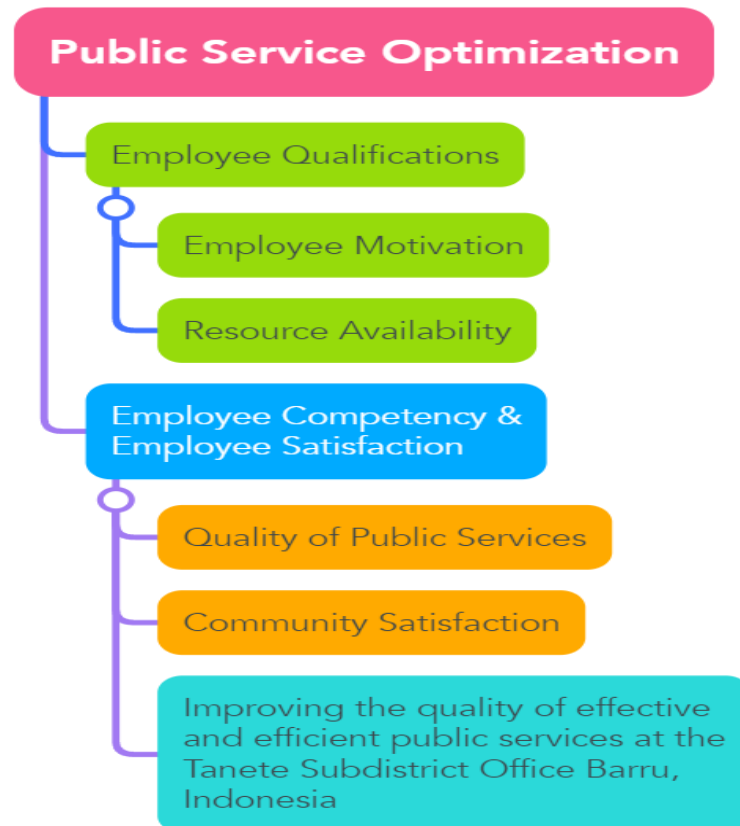 Public Service Optimization
Employee Qualifications
Employee Motivation
Resource Availability
Employee Competency &
Employee Satisfaction
Quality of Public Services
Community Satisfaction
Improving the quality of effective
and efficient public services at the
Tanete Subdistrict Office Barru,
Indonesia